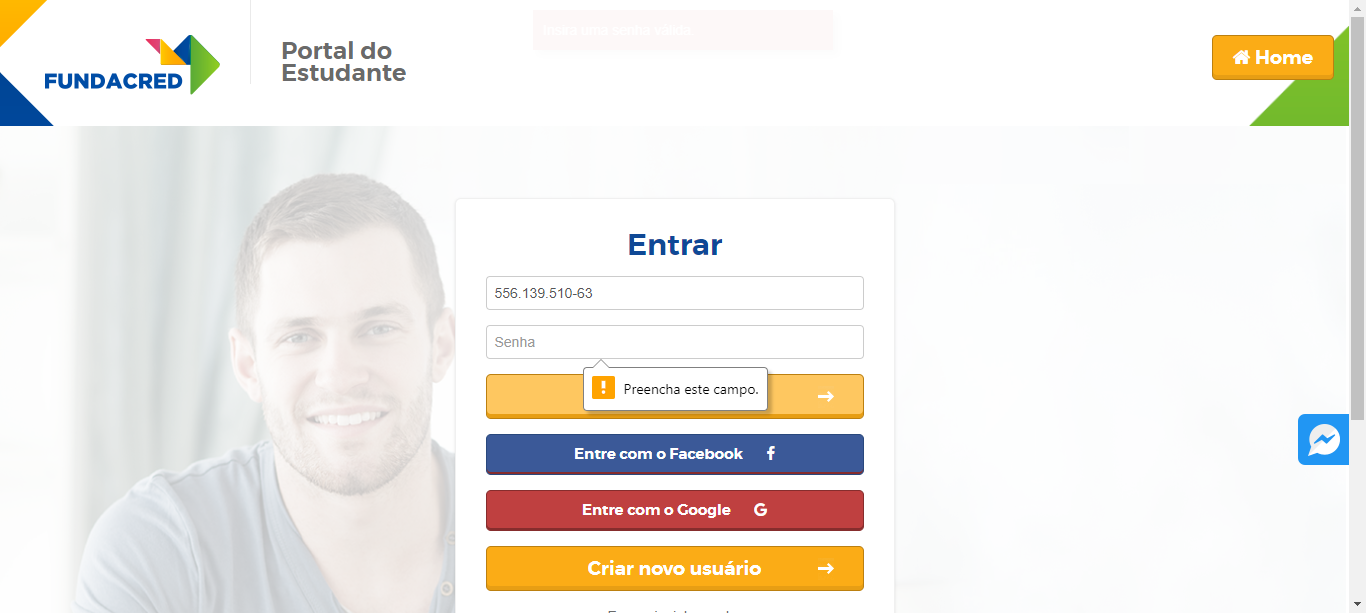 FUNDACRED
Portal do
Estudante
Insira uma senha válida
Home
Entrar
556.139.510-63
Senha
Preencha este campo.
Entre com o Facebook
Entre com o Google
Criar novo usuário